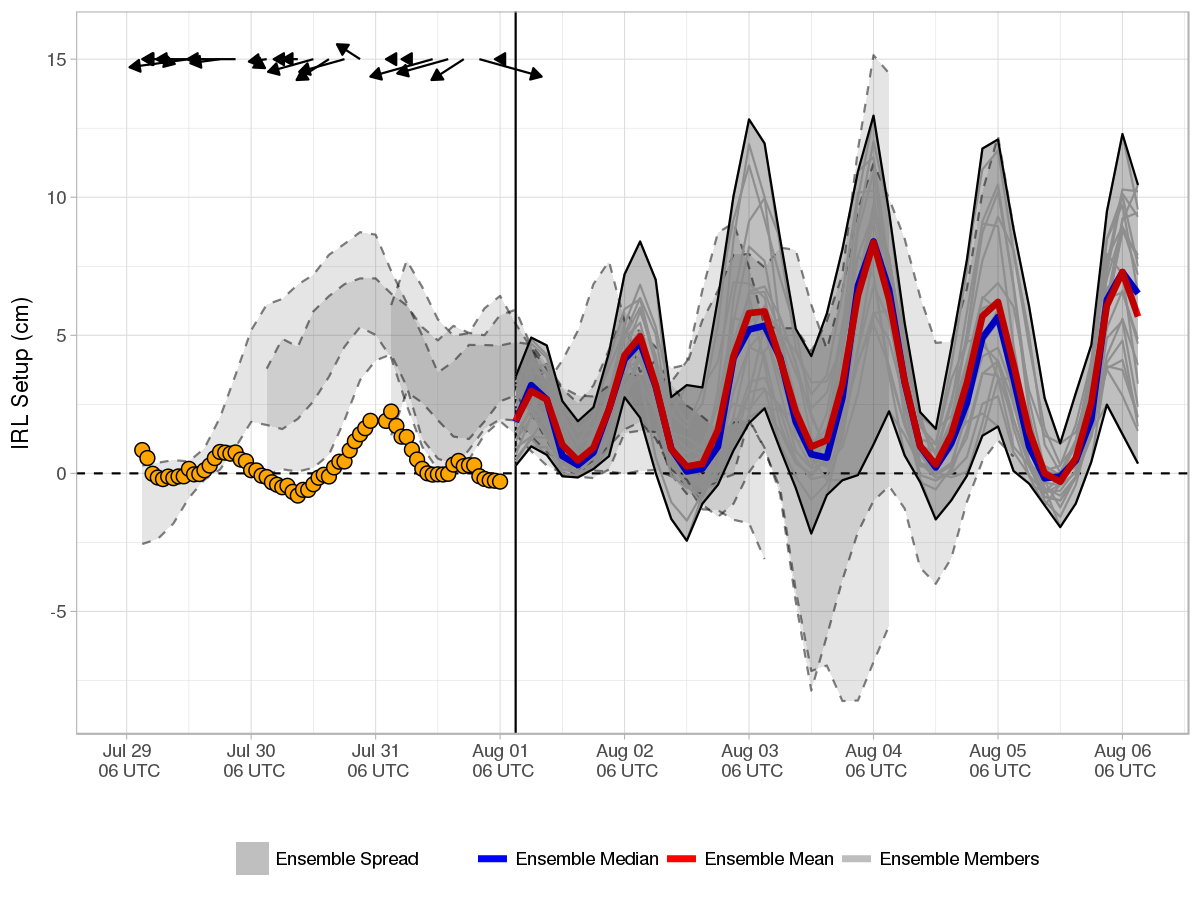 IRL Setup (cm)
15
10
5
0
-5
Jul 29 Jul 30 Jul 31 Aug 01 Aug 02 Aug 03 Aug 04 Aug 05 Aug 06
06 UTC 06 UTC 06 UTC 06 UTC 06 UTC 06 UTC 06 UTC 06 UTC 06 UTC
Ensemble Spread Ensemble Median Ensemble Mean Ensemble Members